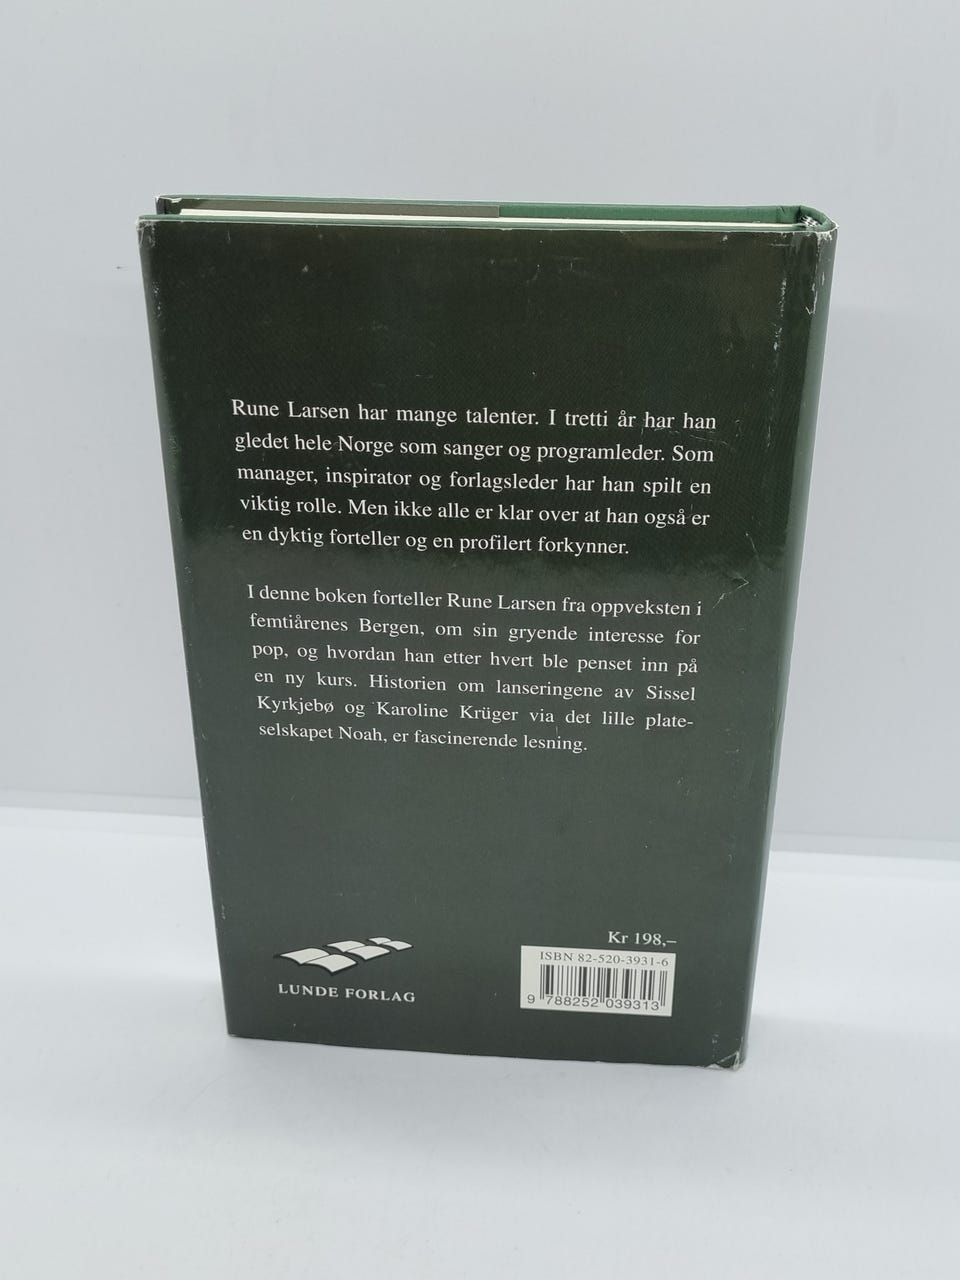 Rune Larsen har mange talenter. I tretti år har han
gledet hele Norge som sanger og programleder. Som
manager, inspirator og forlagsleder har han spilt en
viktig rolle. Men ikke alle er klar over at han også er
en dyktig forteller og en profilert forkynner.
I denne boken forteller Rune Larsen fra oppveksten i
femtiårenes Bergen, om sin gryende interesse for
pop, og hvordan han etter hvert ble penset inn på
en ny kurs. Historien om lanseringene av Sissel
Kyrkjebø og Karoline Krüger via det lille plate-
selskapet Noah, er fascinerende lesning.
Kr 198,–
ISBN 82-520-3931-6
9 788252 039313
LUNDE FORLAG